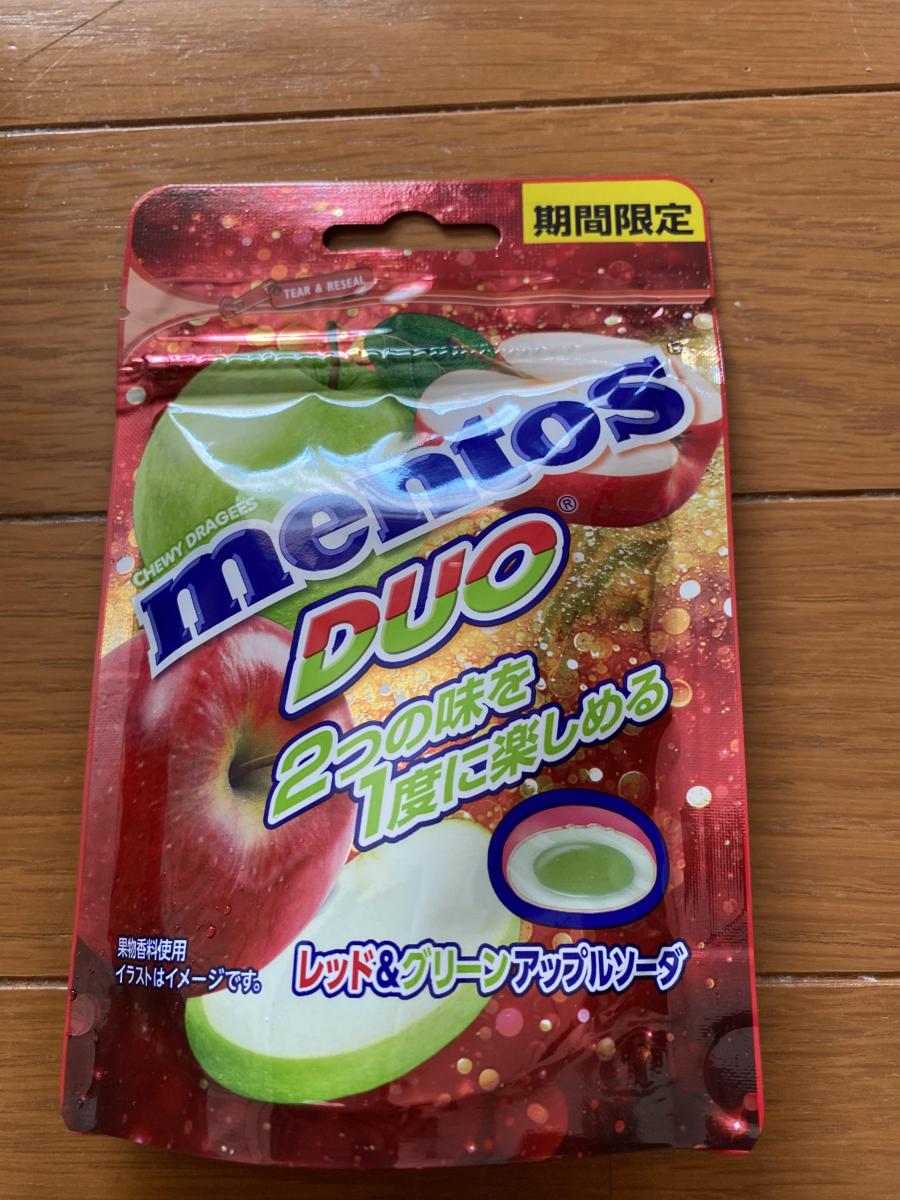 期間限定
TEAR & RESEAL
CHEWY DRAGEES
mentos
DUO®
2つの味を
1度に楽しめる
果物香料使用
イラストはイメージです。
レッド&グリーンアップルソーダ